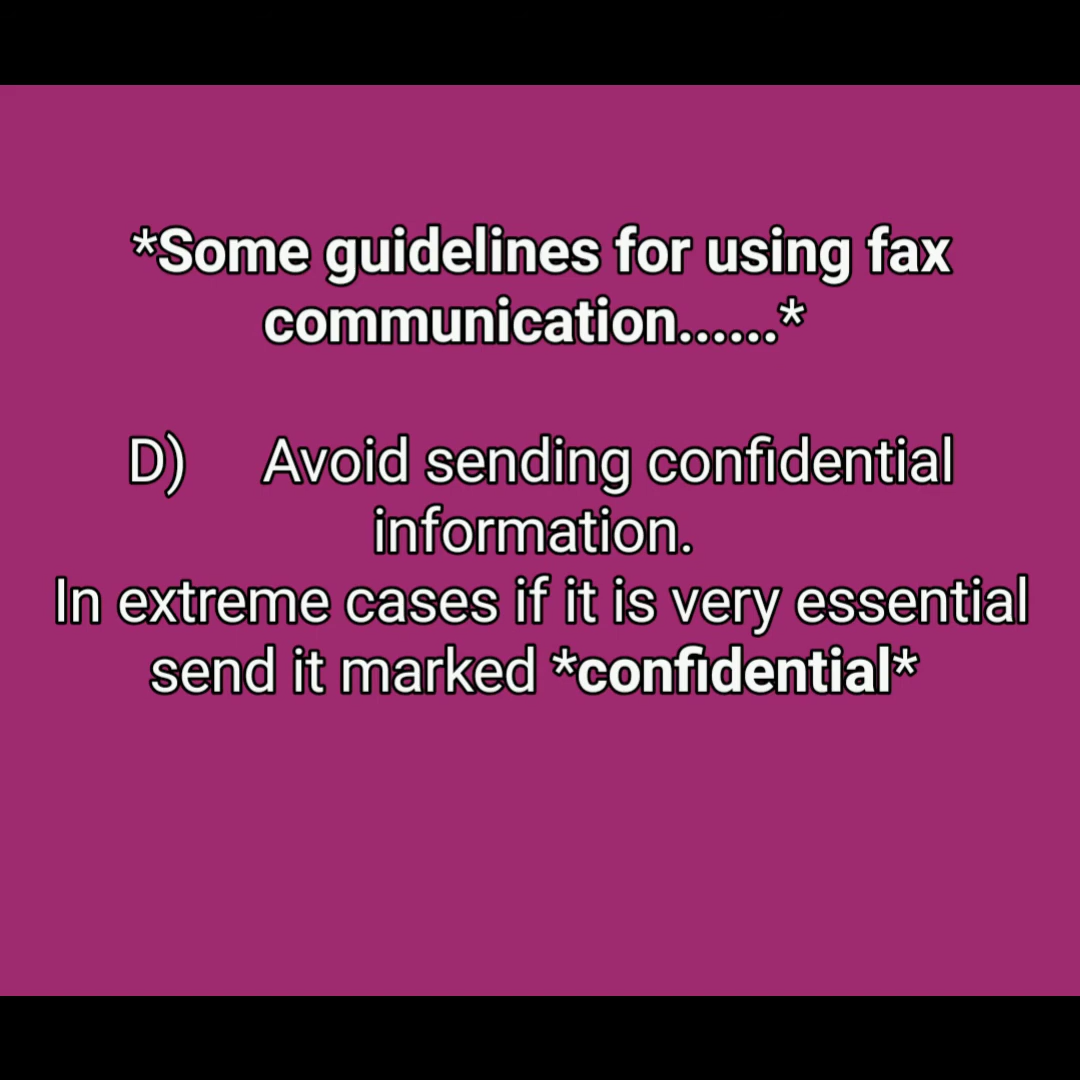 *Some guidelines for using fax
communication......*
D) Avoid sending confidential
information.
In extreme cases if it is very essential
send it marked *confidential*